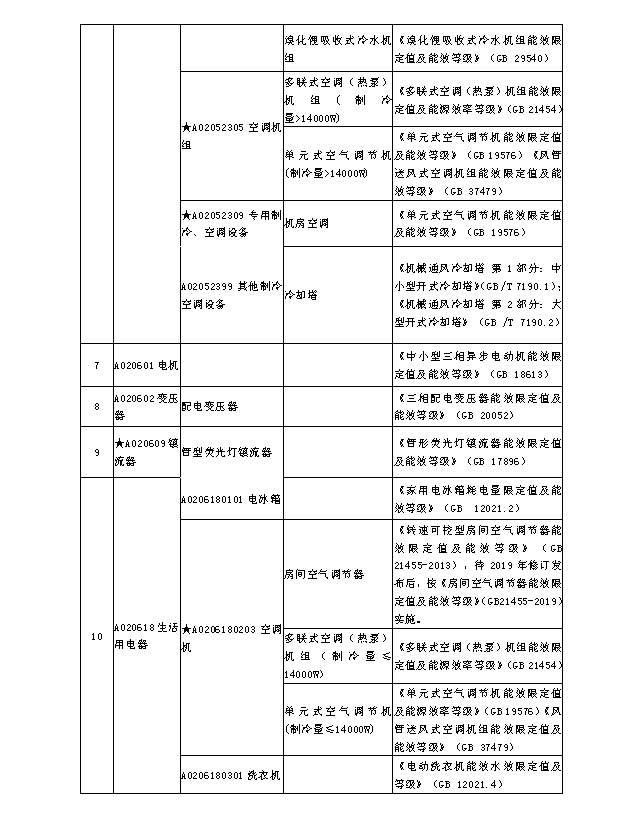 溴化锂吸收式冷水机
组
《溴化锂吸收式冷水机组能效限
定值及能效等级》（GB 29540）
★A02052305 空调机
组
多联式空调（热泵）
机组(制冷
量>14000W)
《多联式空调（热泵）机组能效限
定值及能源效率等级》(GB 21454)
单元式空气调节机
(制冷量>14000W)
《单元式空气调节机能效限定值
及能效等级》（GB 19576）《风管
送风式空调机组能效限定值及能
效等级》（GB 37479）
★A02052309 专用制
冷、空调设备
机房空调
《单元式空气调节机能效限定值
及能效等级》（GB 19576）
A02052399 其他制冷
空调设备
冷却塔
《机械通风冷却塔 第 1 部分：中
小型开式冷却塔》(GB /T 7190.1)；
《机械通风冷却塔 第 2 部分：大
型开式冷却塔》（GB /T 7190.2）
7
A020601 电机
《中小型三相异步电动机能效限
定值及能效等级》（GB 18613）
8
A020602 变压
器
配电变压器
《三相配电变压器能效限定值及
能效等级》（GB 20052）
9
★A020609 镇
流器
管型荧光灯镇流器
《管形荧光灯镇流器能效限定值
及能效等级》（GB 17896）
10
A020618 生活
用电器
A0206180101 电冰箱
《家用电冰箱耗电量限定值及能
效等级》（GB 12021.2）
★A0206180203 空调
机
房间空气调节器
《转速可控型房间空气调节器能
效限定值及能效等级》（GB
21455-2013），待 2019 年修订发
布后，按《房间空气调节器能效限
定值及能效等级》(GB21455-2019)
实施。
多联式空调（热泵）
机组（制冷量≤
14000W）
《多联式空调（热泵）机组能效限
定值及能源效率等级》(GB 21454)
单元式空气调节机
(制冷量≤14000W)
《单元式空气调节机能效限定值
及能源效率等级》(GB 19576)《风
管送风式空调机组能效限定值及
能效等级》（GB 37479）
A0206180301 洗衣机
《电动洗衣机能效水效限定值及
等级》（GB 12021.4）